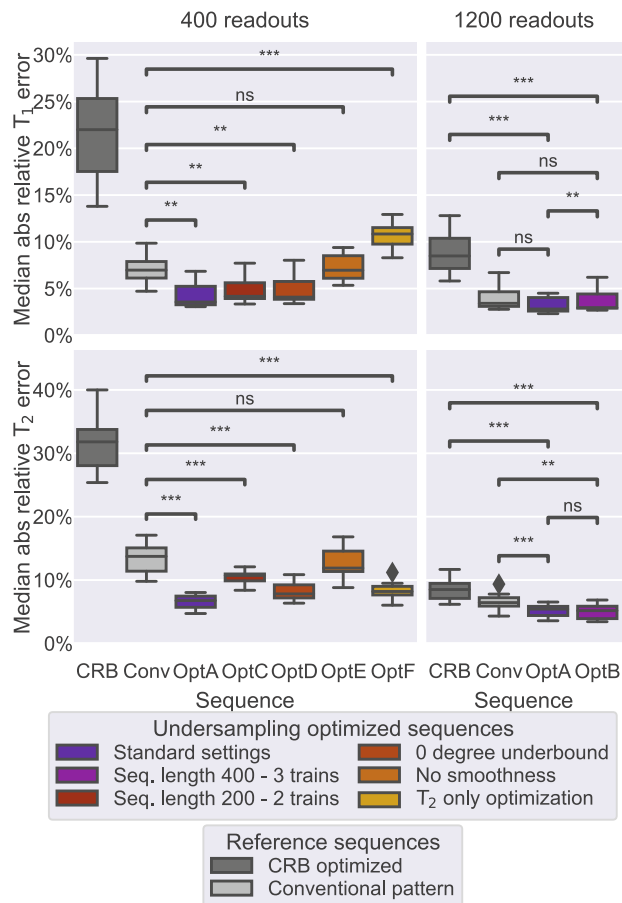 400 readouts
1200 readouts
Median abs relative T1 error
30%
25%
20%
15%
10%
5%
0%
***
ns
**
**
**
***
***
ns
**
ns
Median abs relative T2 error
40%
30%
20%
10%
0%
***
ns
***
***
***
***
***
**
ns
***
CRB Conv OptA OptC OptD OptE OptF
CRB Conv OptA OptB
Sequence
Sequence
Undersampling optimized sequences
Standard settings
Seq. length 400 - 3 trains
Seq. length 200 - 2 trains
0 degree underbound
No smoothness
T2 only optimization
Reference sequences
CRB optimized
Conventional pattern